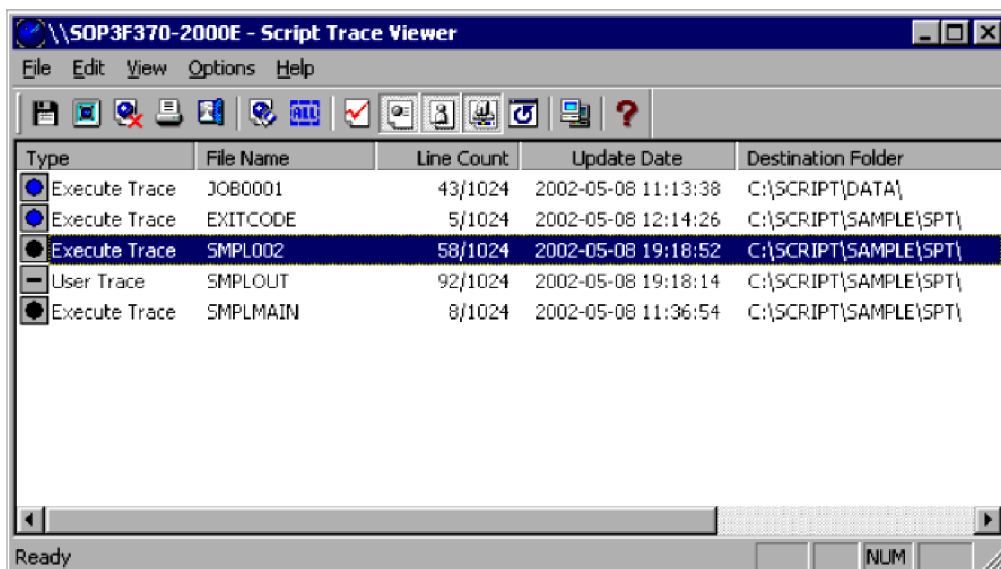 \\SOP3F370-2000E - Script Trace Viewer
File Edit View Options Help
ALL
Type File Name Line Count Update Date Destination Folder
Execute Trace JOB0001 43/1024 2002-05-08 11:13:38 C:\SCRIPT\DATA\
Execute Trace EXITCODE 5/1024 2002-05-08 12:14:26 C:\SCRIPT\SAMPLE\SPT\
Execute Trace SMPL002 58/1024 2002-05-08 19:18:52 C:\SCRIPT\SAMPLE\SPT\
User Trace SMPLOUT 92/1024 2002-05-08 19:18:14 C:\SCRIPT\SAMPLE\SPT\
Execute Trace SMPLMAIN 8/1024 2002-05-08 11:36:54 C:\SCRIPT\SAMPLE\SPT\
Ready NUM